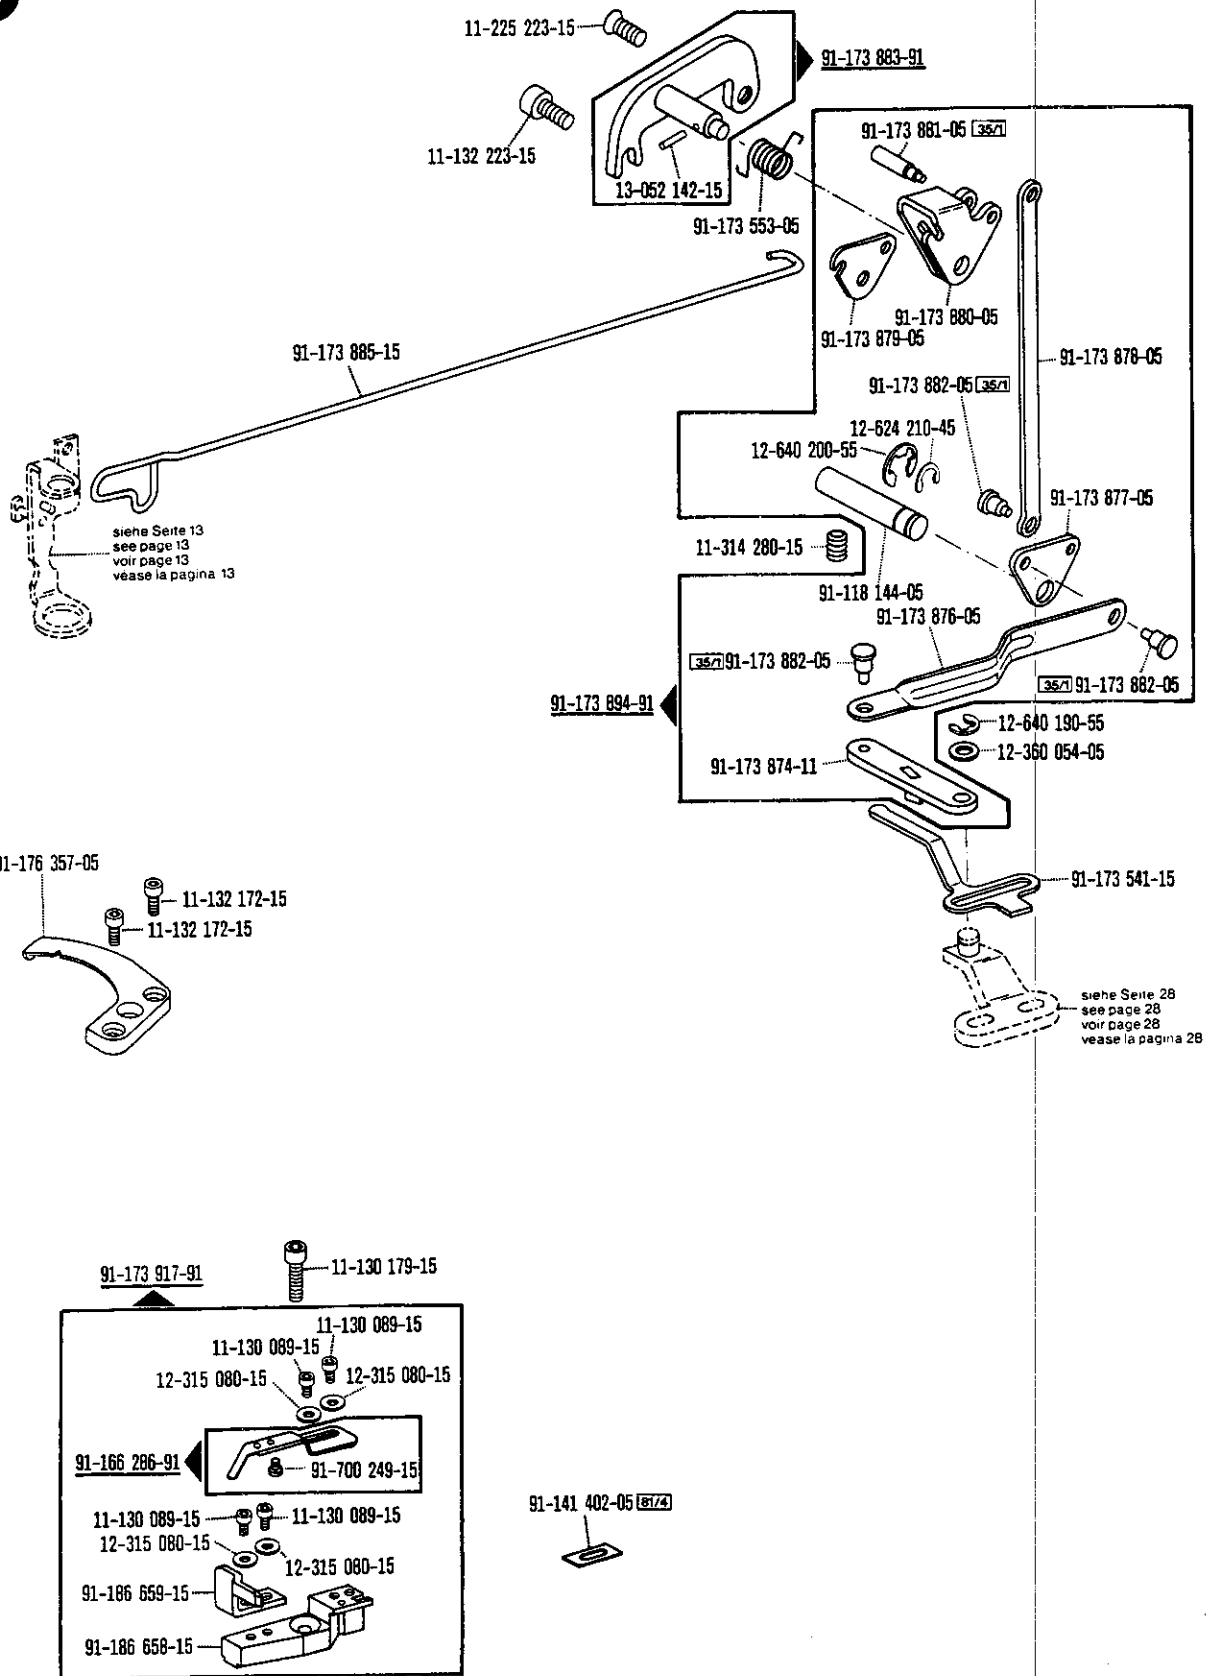 11-225 223-15
91-173 883-91
11-132 223-15
13-052 142-15
91-173 553-05
91-173 881-05 35/1
91-173 880-05
91-173 879-05
91-173 885-15
91-173 878-05
91-173 882-05 35/1
12-624 210-45
12-640 200-55
91-173 877-05
siehe Seite 13
see page 13
voir page 13
véase la pagina 13
11-314 280-15
91-118 144-05
91-173 876-05
35/1 91-173 882-05
35/1 91-173 882-05
91-173 894-91
12-640 190-55
12-360 054-05
91-173 874-11
91-173 541-15
91-176 357-05
11-132 172-15
11-132 172-15
siehe Seite 28
see page 28
voir page 28
vease la pagina 28
91-173 917-91
11-130 179-15
11-130 089-15
11-130 089-15
12-315 080-15
12-315 080-15
91-166 286-91
91-700 249-15
11-130 089-15
11-130 089-15
12-315 080-15
12-315 080-15
91-186 659-15
91-186 658-15
91-141 402-05 81/4